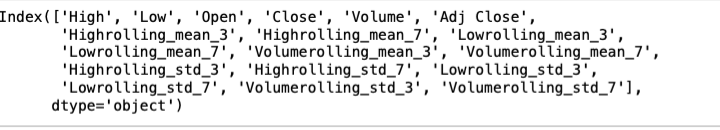 Index(['High', 'Low', 'Open', 'Close', 'Volume', 'Adj Close',
       'Highrolling_mean_3', 'Highrolling_mean_7', 'Lowrolling_mean_3',
       'Lowrolling_mean_7', 'Volumerolling_mean_3', 'Volumerolling_mean_7',
       'Highrolling_std_3', 'Highrolling_std_7', 'Lowrolling_std_3',
       'Lowrolling_std_7', 'Volumerolling_std_3', 'Volumerolling_std_7'],
      dtype='object')